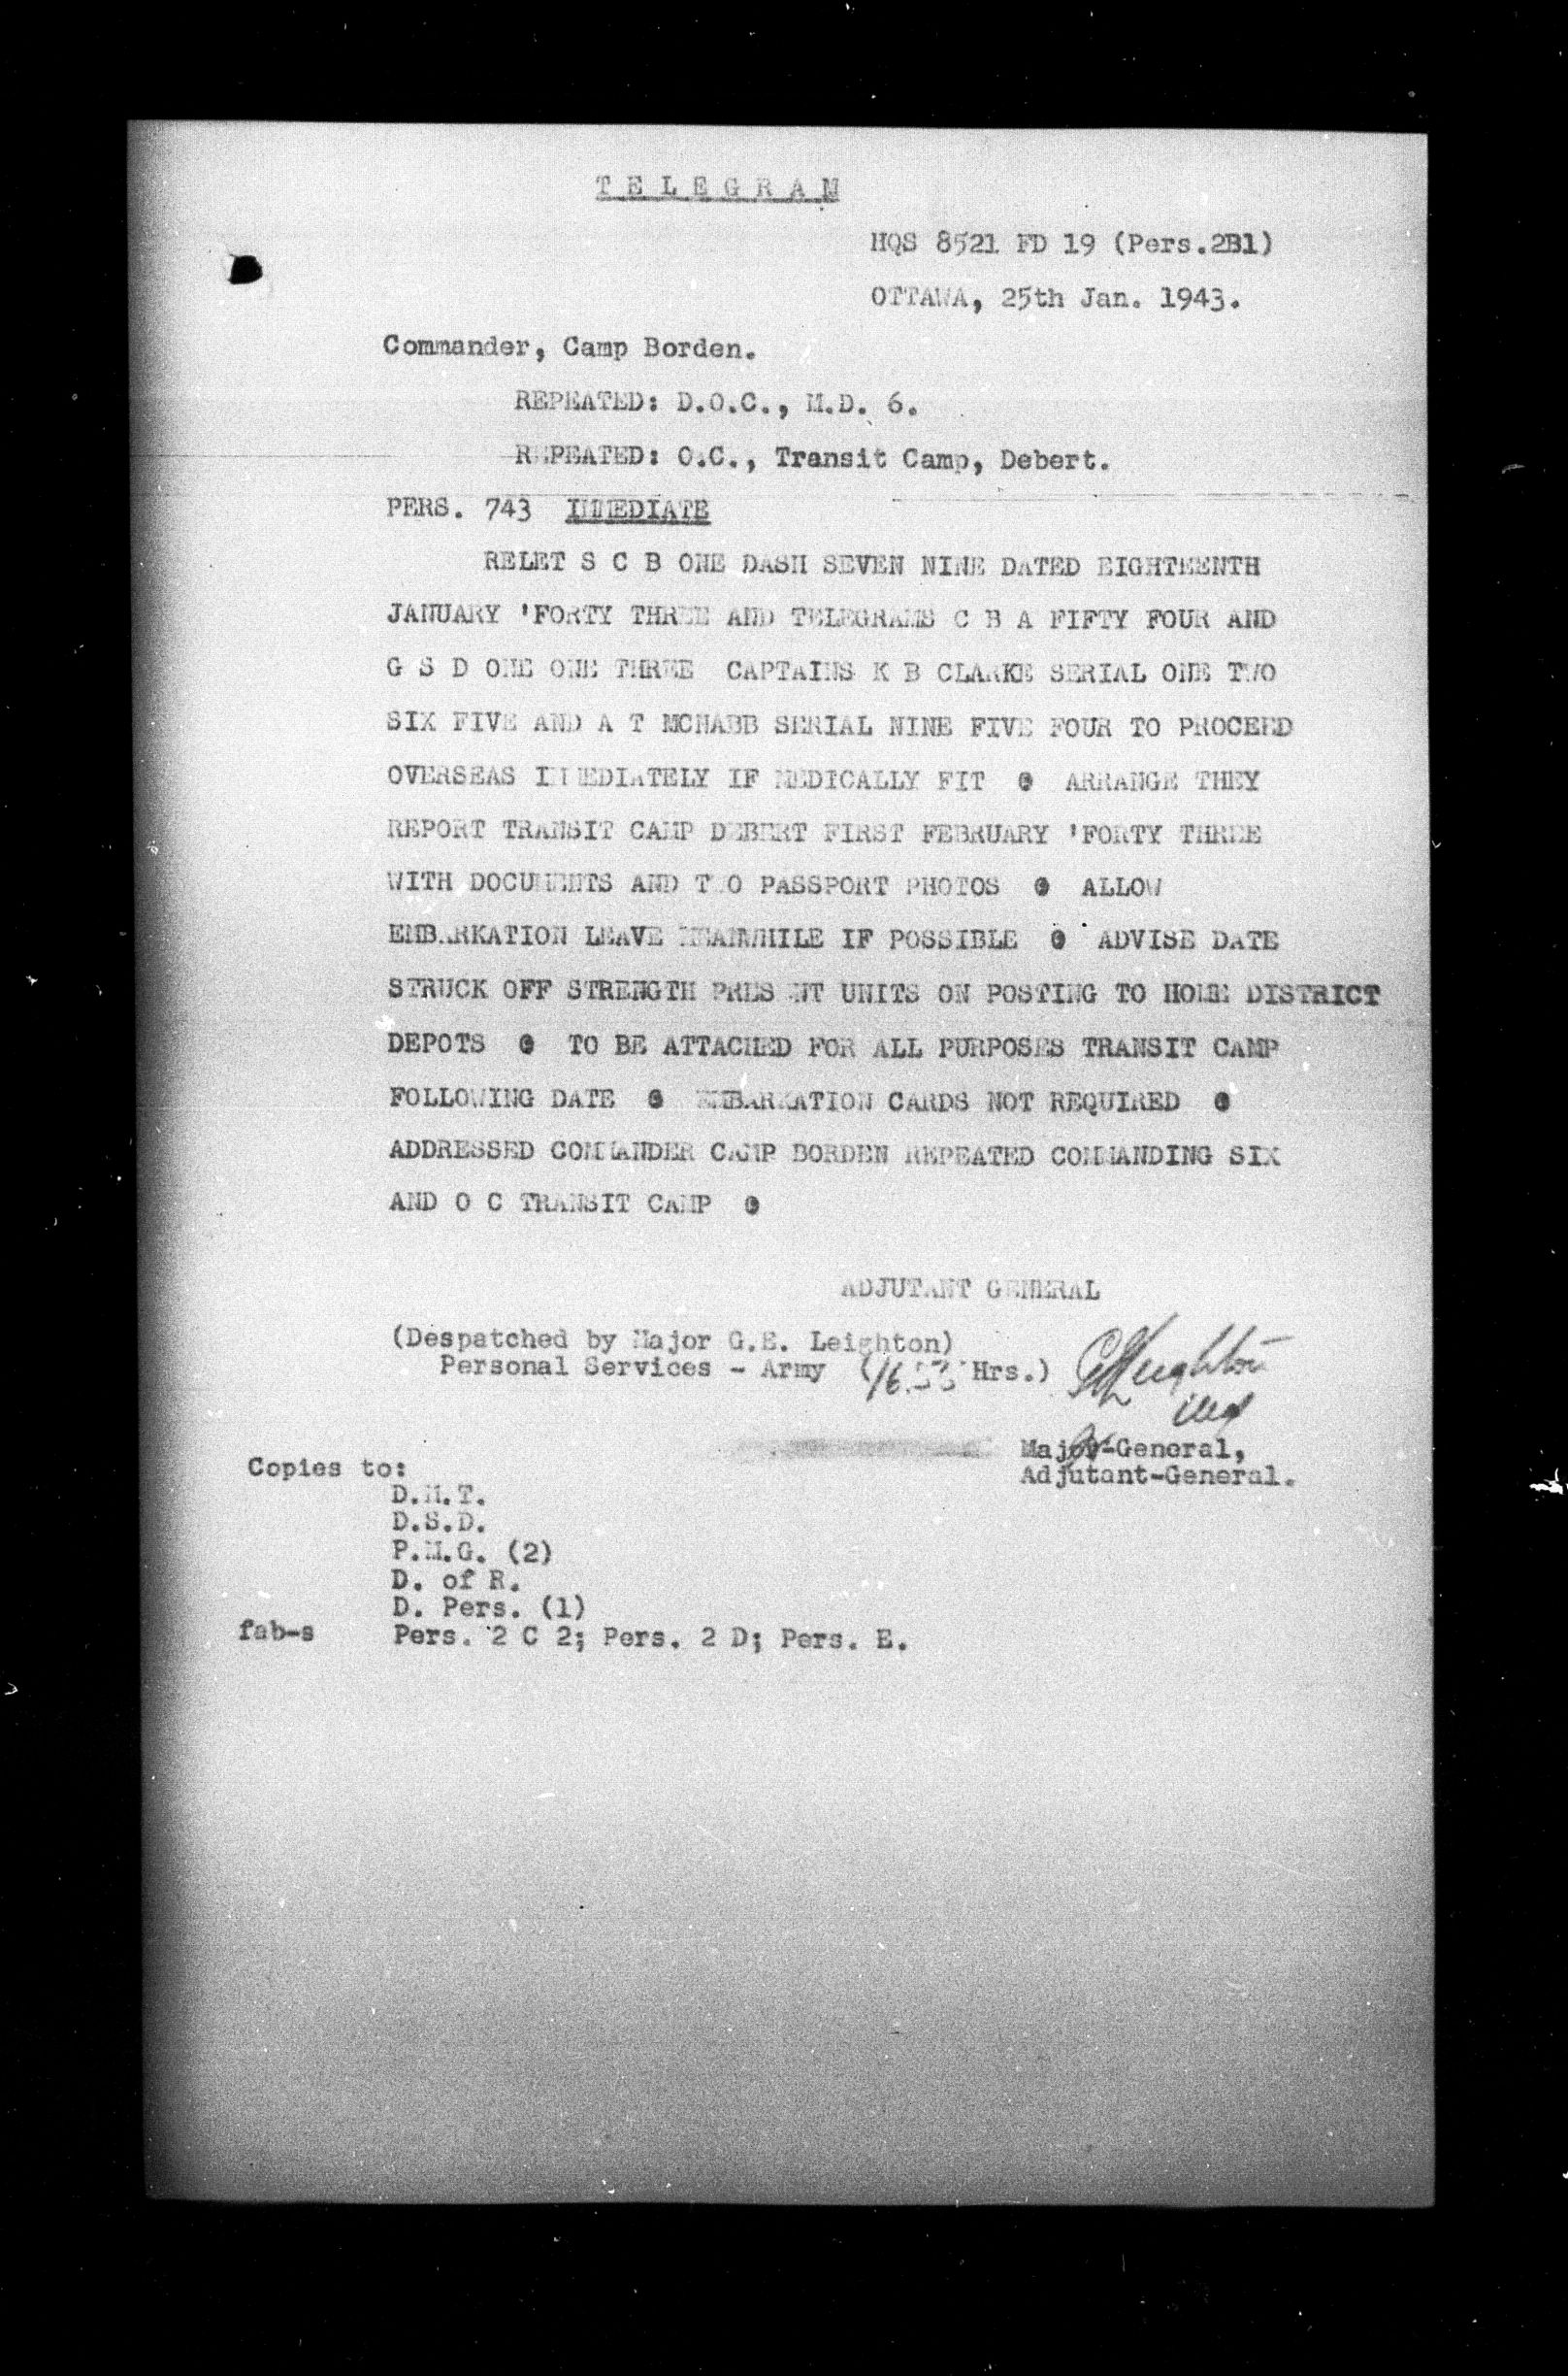 T E L E G R A M
HQS 8521 FD 19 (Pers.2B1)
OTTAWA, 25th Jan. 1943.
Commander, Camp Borden.
REPEATED: D.O.C., M.D. 6.
REPEATED: O.C., Transit Camp, Debert.
PERS. 743 IMMEDIATE
RELET S C B ONE DASH SEVEN NINE DATED EIGHTEENTH
JANUARY 'FORTY THREE AND TELEGRAMS C B A FIFTY FOUR AND
G S D ONE ONE THREE CAPTAINS K B CLARKE SERIAL ONE TWO
SIX FIVE AND A T MCNABB SERIAL NINE FIVE FOUR TO PROCEED
OVERSEAS IMMEDIATELY IF MEDICALLY FIT ● ARRANGE THEY
REPORT TRANSIT CAMP DEBERT FIRST FEBRUARY 'FORTY THREE
WITH DOCUMENTS AND TWO PASSPORT PHOTOS ● ALLOW
EMBARKATION LEAVE MEANWHILE IF POSSIBLE ● ADVISE DATE
STRUCK OFF STRENGTH PRESENT UNITS ON POSTING TO HOME DISTRICT
DEPOTS ● TO BE ATTACHED FOR ALL PURPOSES TRANSIT CAMP
FOLLOWING DATE ● EMBARKATION CARDS NOT REQUIRED ●
ADDRESSED COMMANDER CAMP BORDEN REPEATED COMMANDING SIX
AND O C TRANSIT CAMP ●
ADJUTANT GENERAL
(Despatched by Major G.E. Leighton)
Personal Services - Army (16.55 Hrs.) GELeighton
Major-General,
Adjutant-General.
Copies to:
D.M.T.
D.S.D.
P.M.G. (2)
D. of R.
D. Pers. (1)
fab-s Pers. 2 C 2; Pers. 2 D; Pers. E.